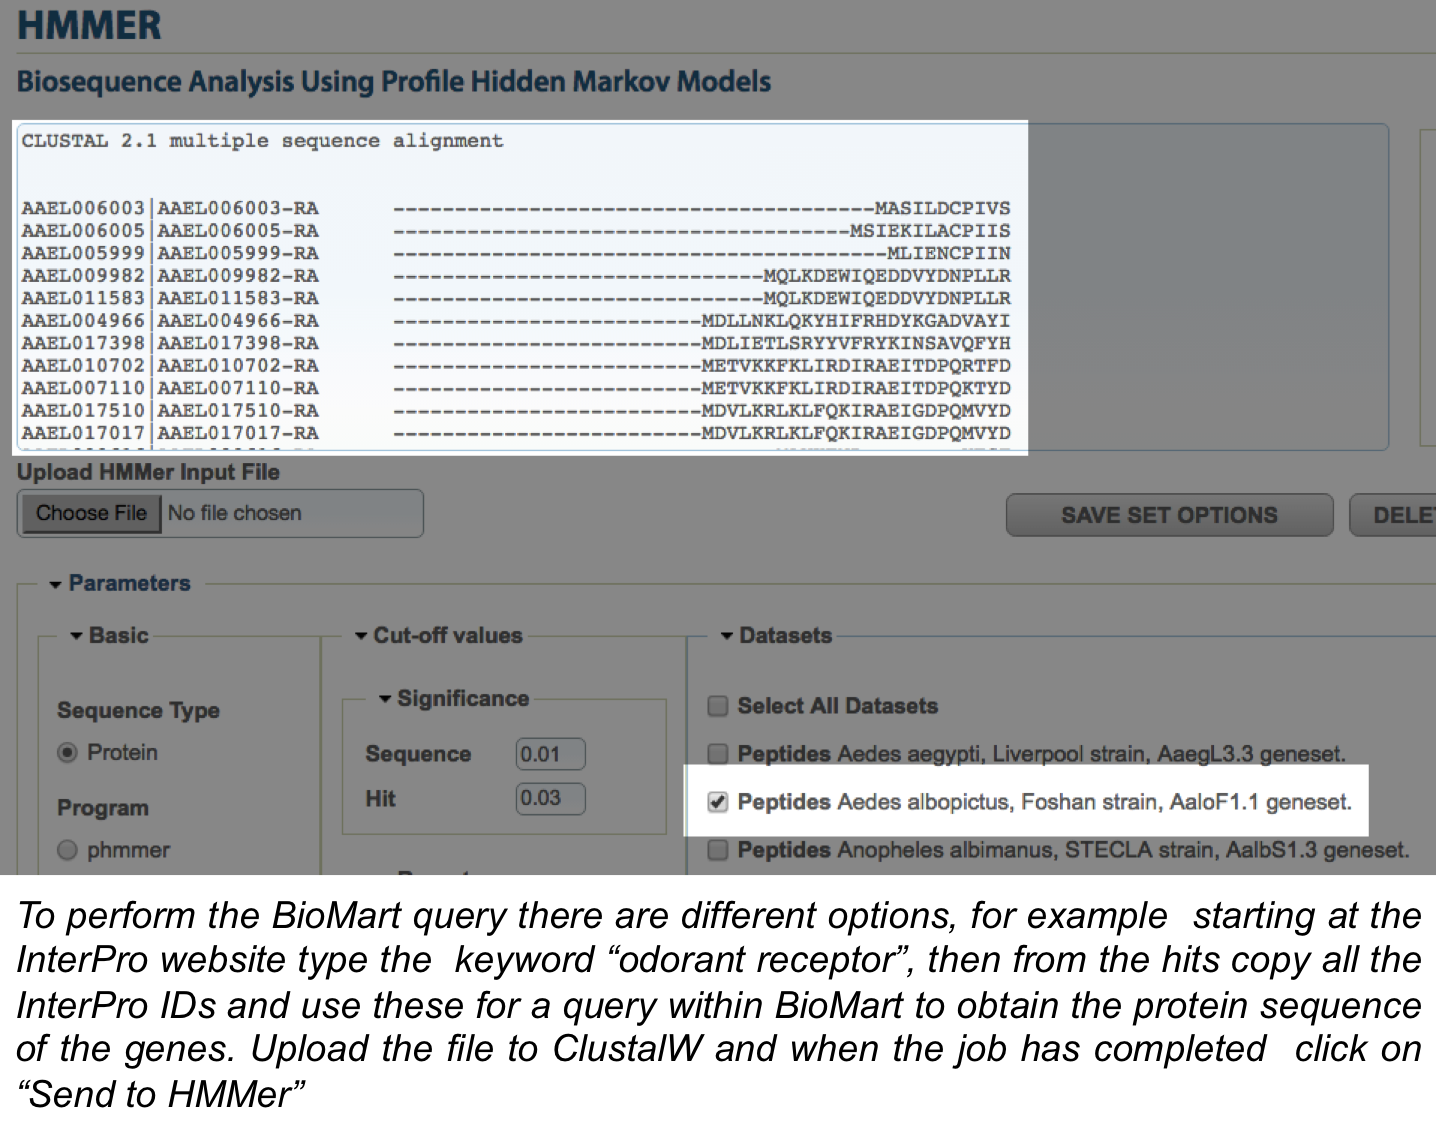 HMMER
Biosequence Analysis Using Profile Hidden Markov Models
CLUSTAL 2.1 multiple sequence alignment
AAEL006003|AAEL006003-RA ---------------------------------------MASILDCPIVS
AAEL006005|AAEL006005-RA -------------------------------------MSIEKILACPIIS
AAEL005999|AAEL005999-RA ----------------------------------------MLIENCPIIN
AAEL009982|AAEL009982-RA ------------------------------MQLKDEWIQEDDVYDNPLLR
AAEL011583|AAEL011583-RA ------------------------------MQLKDEWIQEDDVYDNPLLR
AAEL004966|AAEL004966-RA -------------------------MDLLNKLQKYHIFRHDYKGADVAYI
AAEL017398|AAEL017398-RA -------------------------MDLIETLSRYYVFRYKINSAVQFYH
AAEL010702|AAEL010702-RA -------------------------METVKKFKLIRDIRAEITDPQRTFD
AAEL007110|AAEL007110-RA -------------------------METVKKFKLIRDIRAEITDPQKTYD
AAEL017510|AAEL017510-RA -------------------------MDVLKRLKLFQKIRAEIGDPQMVYD
AAEL017017|AAEL017017-RA -------------------------MDVLKRLKLFQKIRAEIGDPQMVYD
Upload HMMer Input File
Choose File No file chosen
SAVE SET OPTIONS DELE
Parameters
Basic Cut-off values Datasets
Significance
Sequence Type
Select All Datasets
Protein
Sequence 0.01
Peptides Aedes aegypti, Liverpool strain, AaegL3.3 geneset.
Program
Hit 0.03
Peptides Aedes albopictus, Foshan strain, AaloF1.1 geneset.
phmmer
Peptides Anopheles albimanus, STECLA strain, AalbS1.3 geneset.
To perform the BioMart query there are different options, for example starting at the
InterPro website type the keyword “odorant receptor”, then from the hits copy all the
InterPro IDs and use these for a query within BioMart to obtain the protein sequence
of the genes. Upload the file to ClustalW and when the job has completed click on
“Send to HMMer”